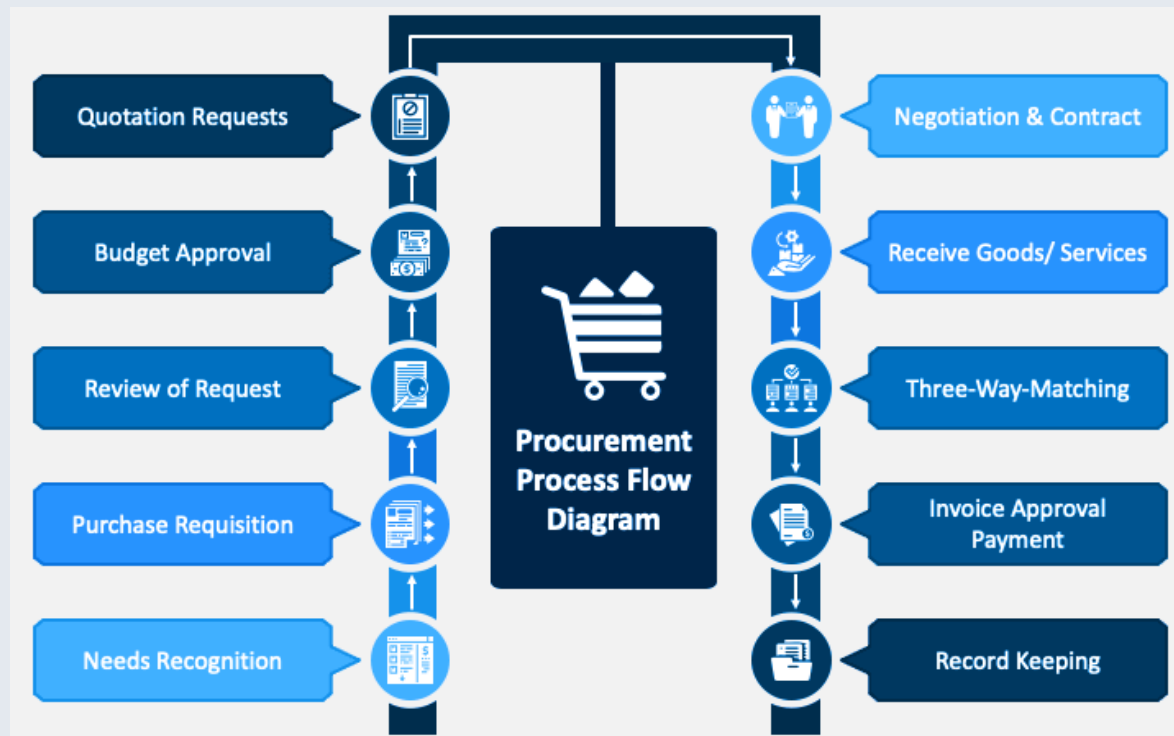 Quotation Requests
Budget Approval
Review of Request
Purchase Requisition
Needs Recognition
Procurement
Process Flow
Diagram
Negotiation & Contract
Receive Goods/ Services
Three-Way-Matching
Invoice Approval
Payment
Record Keeping